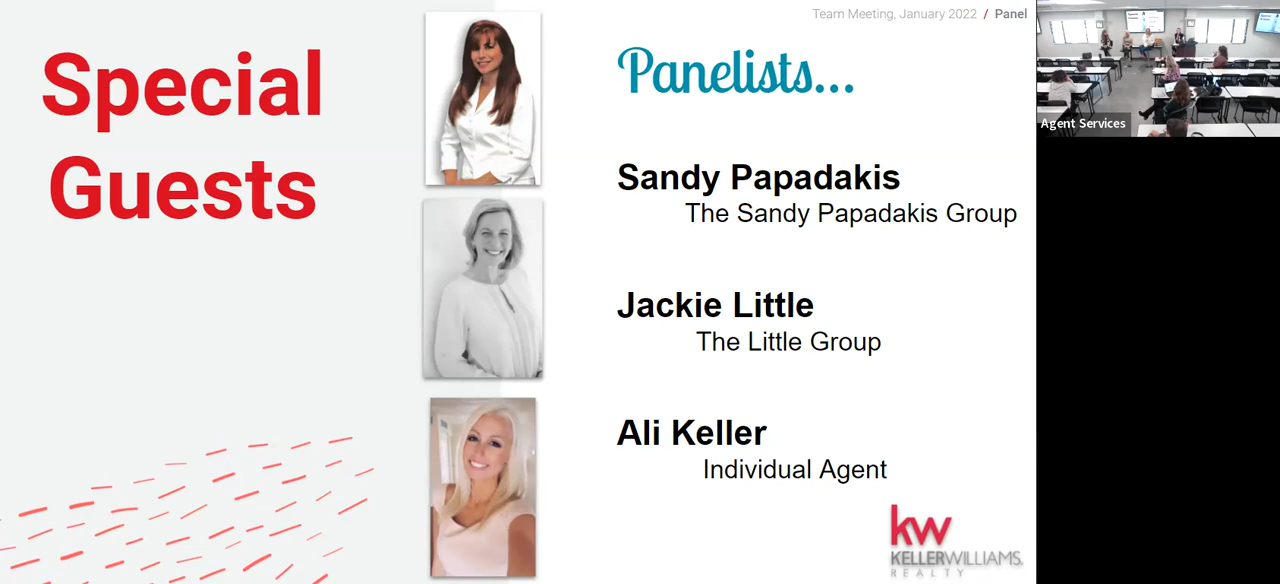 Special
Guests
Team Meeting, January 2022 / Panel
Panelists...
Sandy Papadakis
The Sandy Papadakis Group
Jackie Little
The Little Group
Ali Keller
Individual Agent
kw
KELLERWILLIAMS.
REALTY
Agent Services